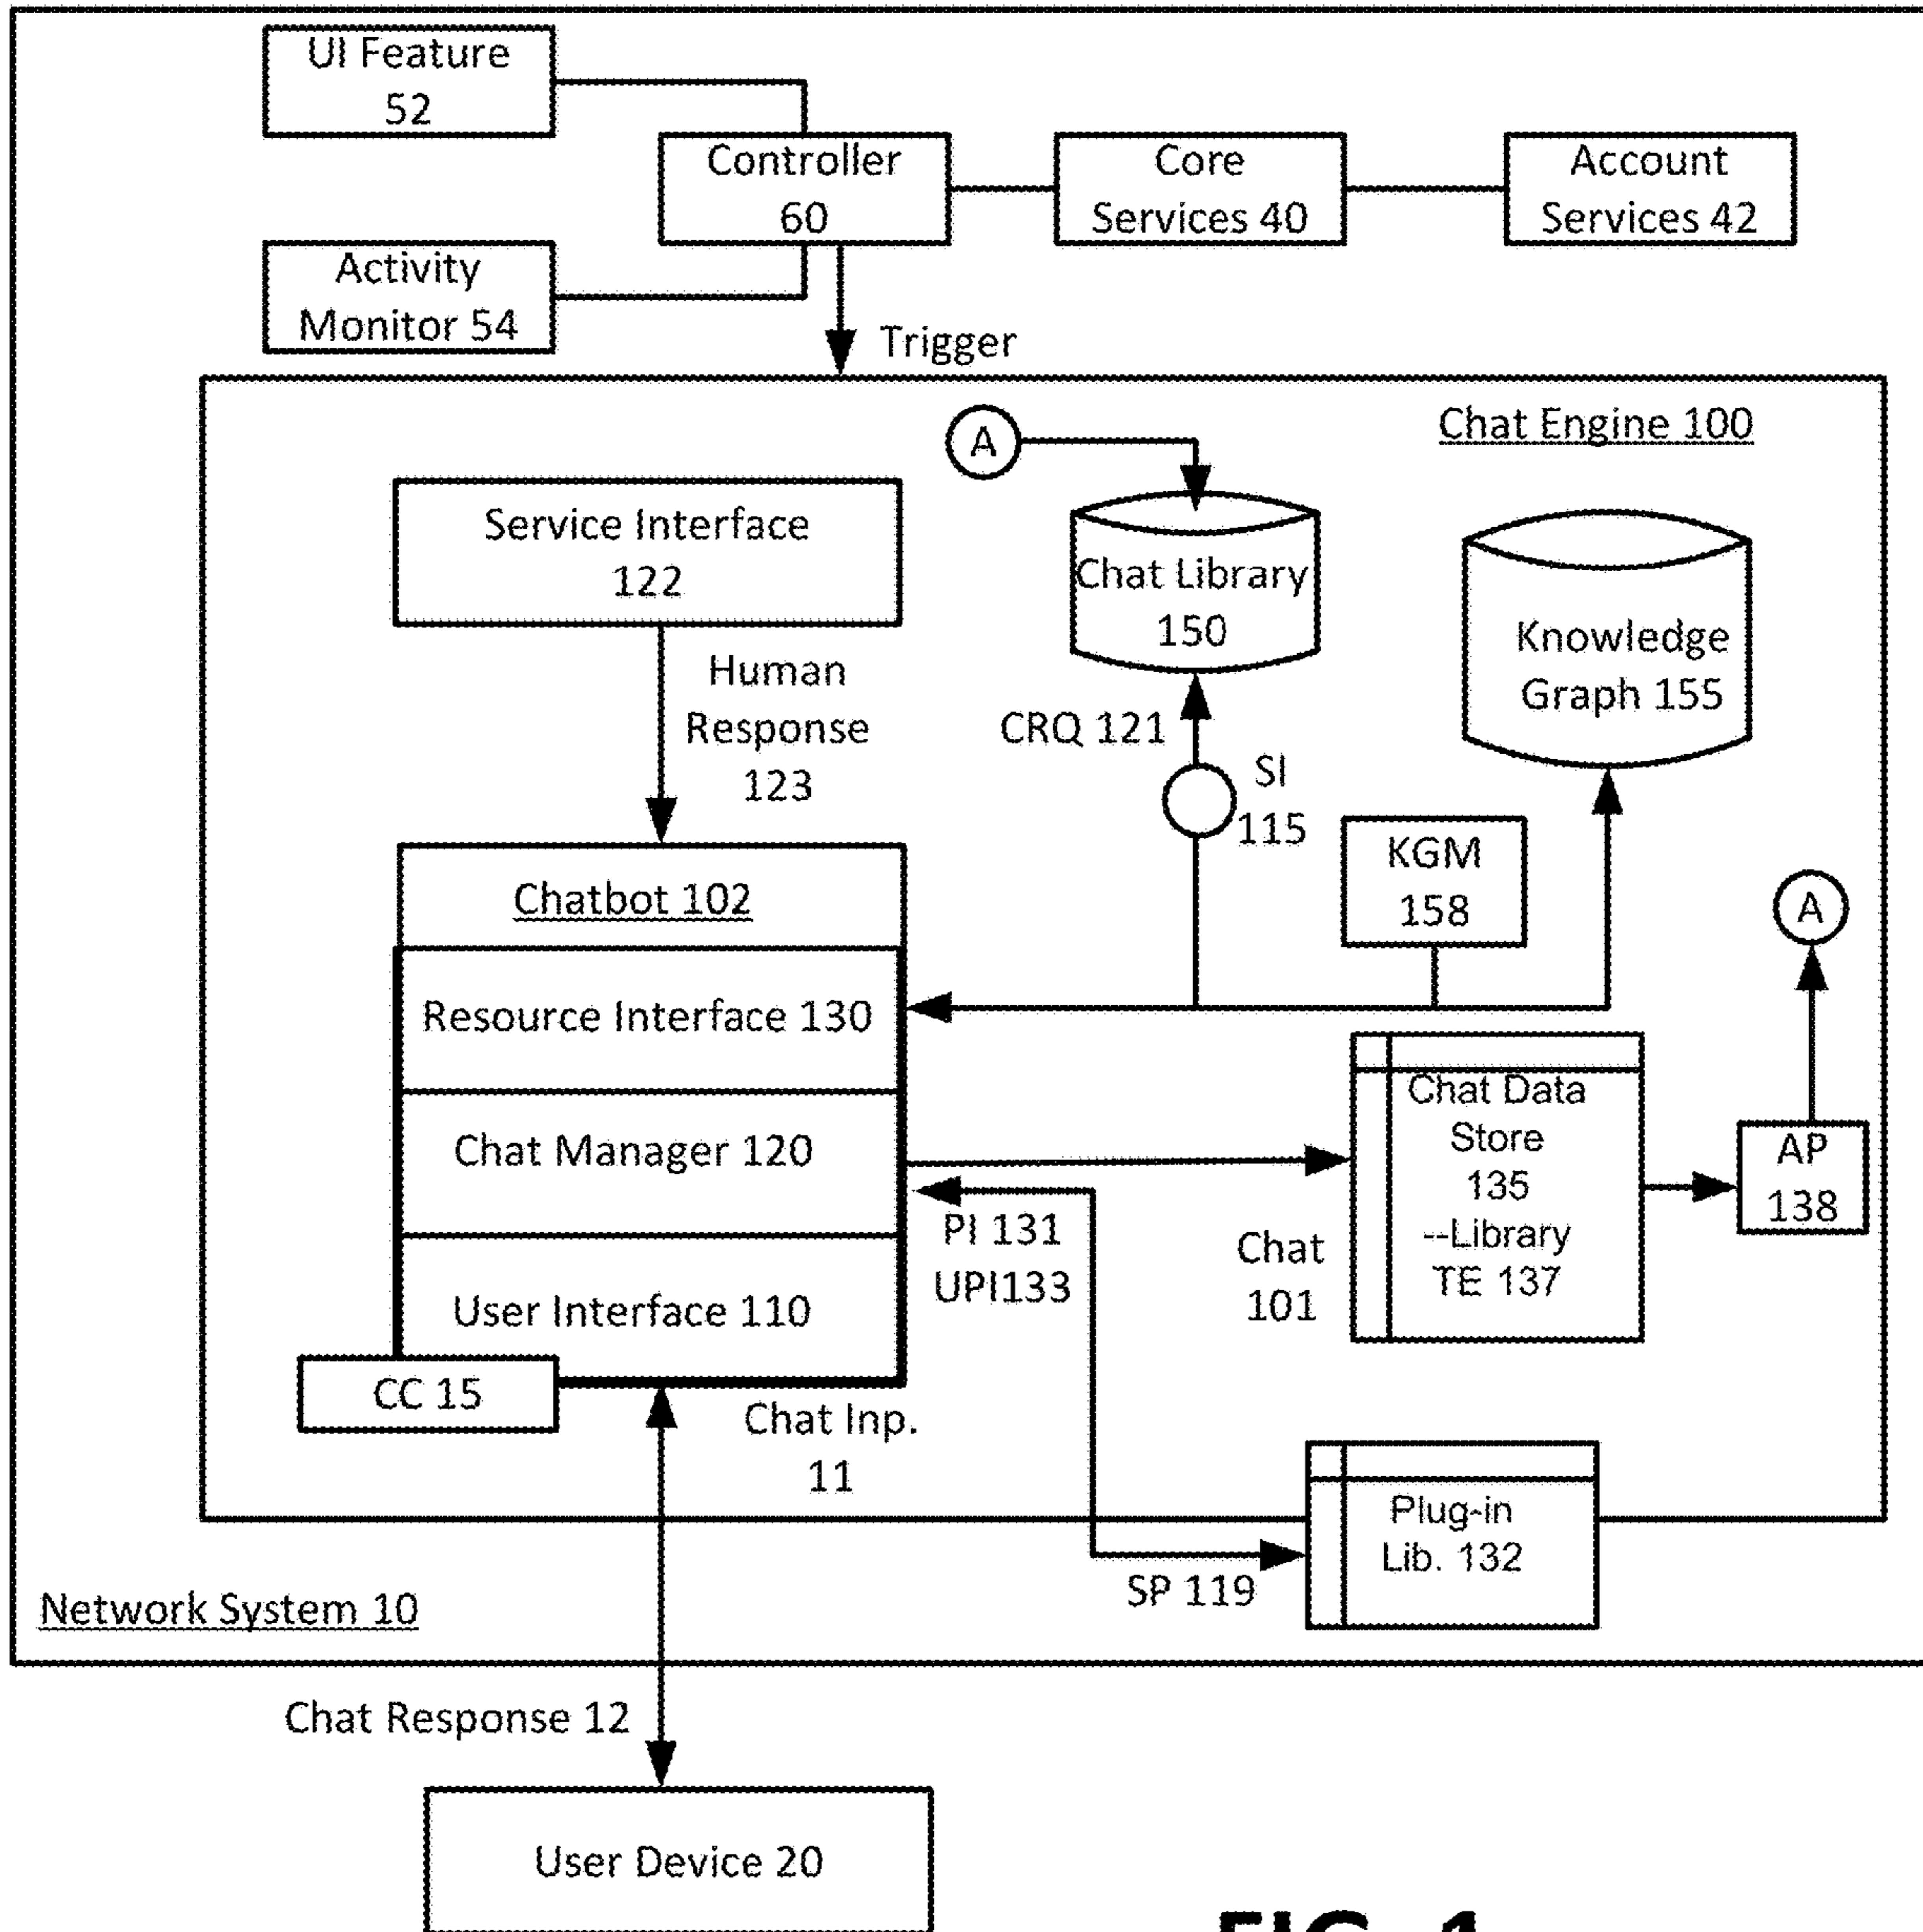 UI Feature
52
Controller
60
Core
Services 40
Account
Services 42
Activity
Monitor 54
Trigger
Chat Engine 100
A
Service Interface
122
Chat Library
150
Knowledge
Graph 155
Human
Response
123
CRQ 121
SI
115
KGM
158
A
Chatbot 102
Resource Interface 130
Chat Manager 120
User Interface 110
CC 15
Chat Data
Store
135
--Library
TE 137
AP
138
PI 131
UPI133
Chat
101
Chat Inp.
11
Plug-in
Lib. 132
SP 119
Network System 10
Chat Response 12
User Device 20
FIG. 1